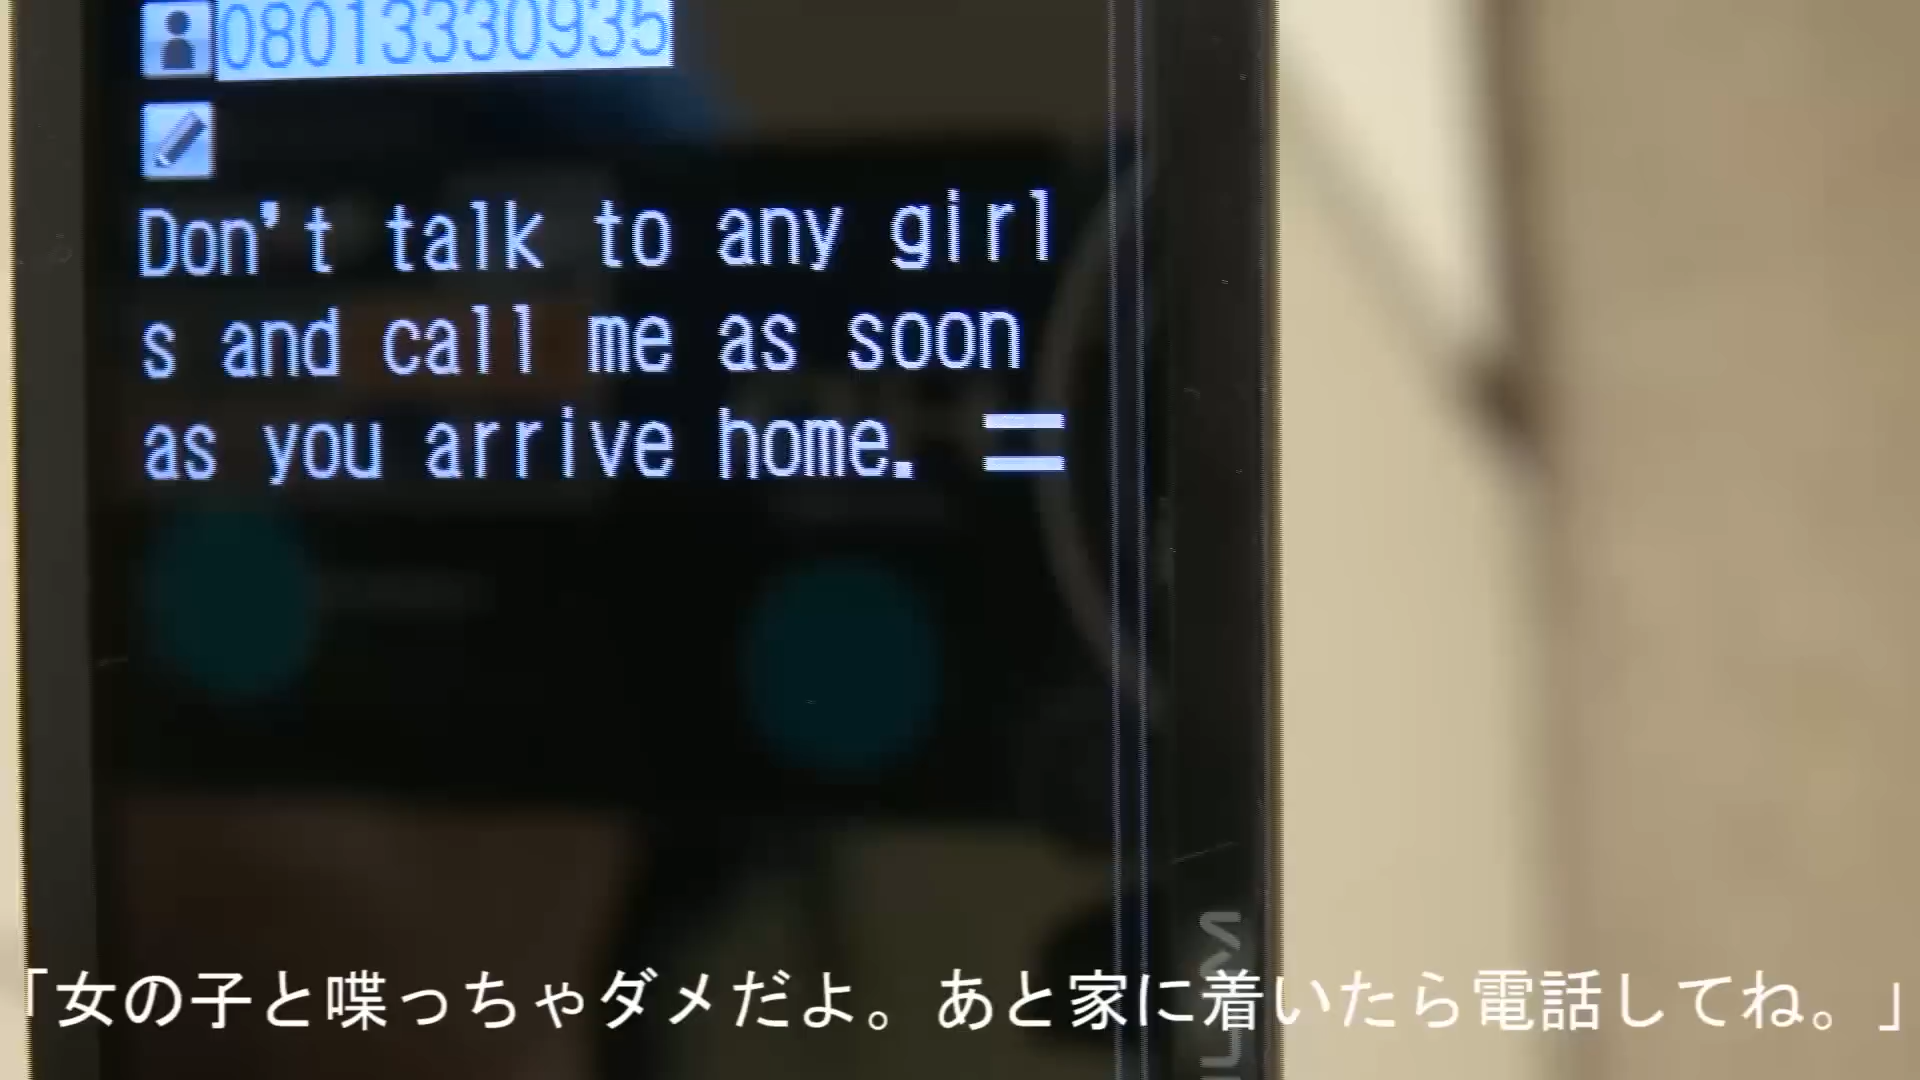 08013330935
Don't talk to any girl
s and call me as soon
as you arrive home. =
「女の子と喋っちゃダメだよ。あと家に着いたら電話してね。」